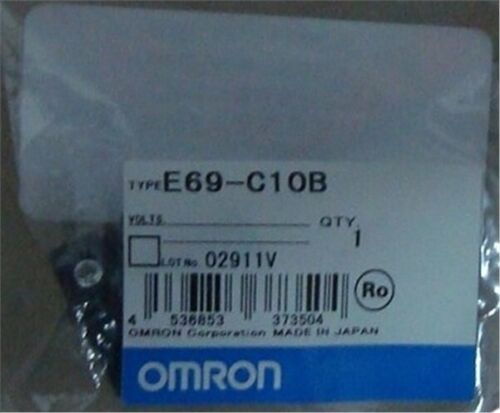 TYPE E69-C10B
VOLTS
QTY.
1
LOT No. 02911V
Ro
4 536853 373504
OMRON Corporation MADE IN JAPAN
OMRON